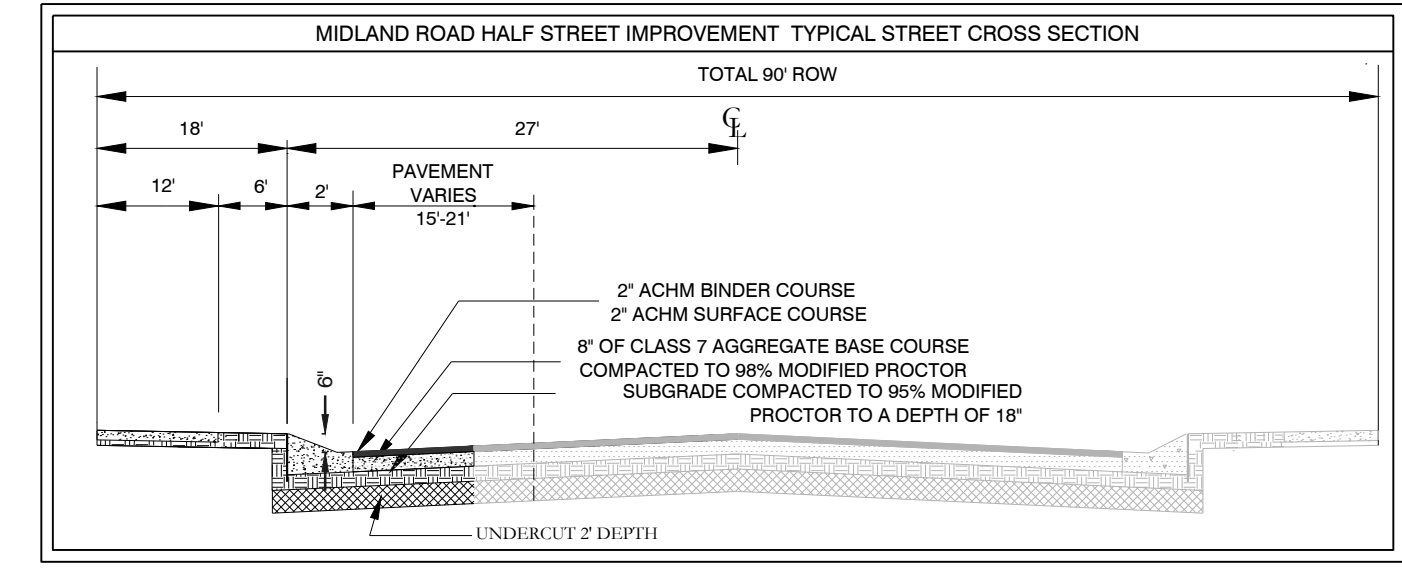 MIDLAND ROAD HALF STREET IMPROVEMENT TYPICAL STREET CROSS SECTION
TOTAL 90' ROW
CL
18'
27'
12'
6'
2'
PAVEMENT
VARIES
15'-21'
2" ACHM BINDER COURSE
2" ACHM SURFACE COURSE
8" OF CLASS 7 AGGREGATE BASE COURSE
COMPACTED TO 98% MODIFIED PROCTOR
SUBGRADE COMPACTED TO 95% MODIFIED
PROCTOR TO A DEPTH OF 18"
6"
UNDERCUT 2' DEPTH